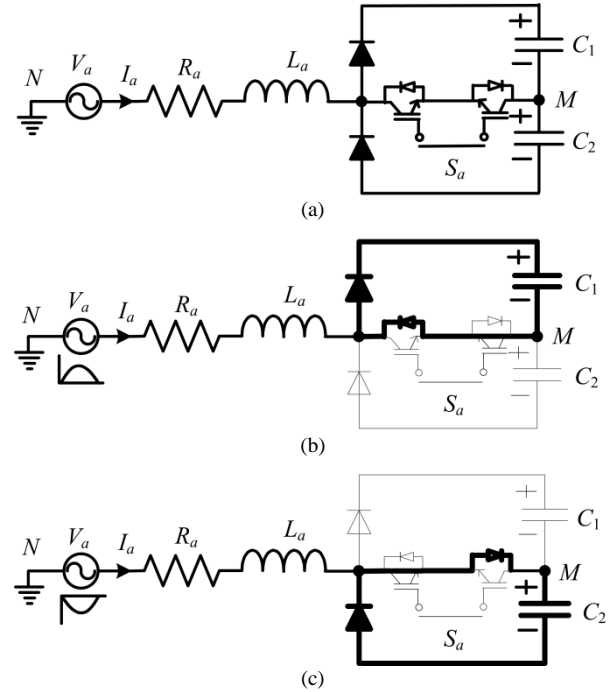 V_a
N I_a R_a L_a
+
C_1
−
M
+
C_2
−
S_a
(a)
V_a
N I_a R_a L_a
+
C_1
−
M
+
C_2
−
S_a
(b)
V_a
N I_a R_a L_a
+
C_1
−
M
+
C_2
−
S_a
(c)